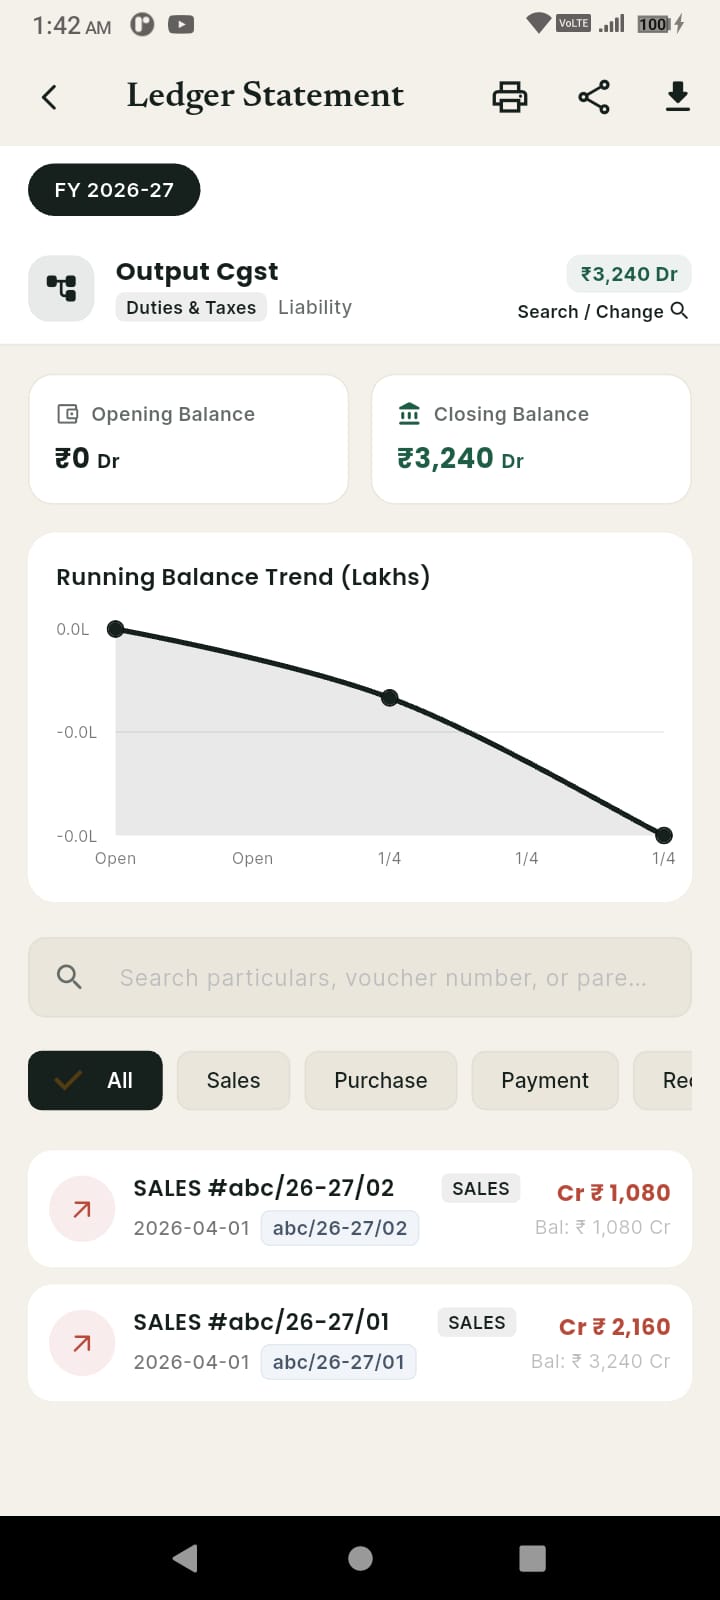 1:42 AM
VoLTE
100
Ledger Statement
FY 2026-27
Output Cgst
₹3,240 Dr
Duties & Taxes Liability
Search / Change
Opening Balance
₹0 Dr
Closing Balance
₹3,240 Dr
Running Balance Trend (Lakhs)
0.0L
-0.0L
-0.0L
Open Open 1/4 1/4 1/4
Search particulars, voucher number, or pare...
All Sales Purchase Payment Rec
SALES #abc/26-27/02 SALES Cr ₹ 1,080
2026-04-01 abc/26-27/02 Bal: ₹ 1,080 Cr
SALES #abc/26-27/01 SALES Cr ₹ 2,160
2026-04-01 abc/26-27/01 Bal: ₹ 3,240 Cr